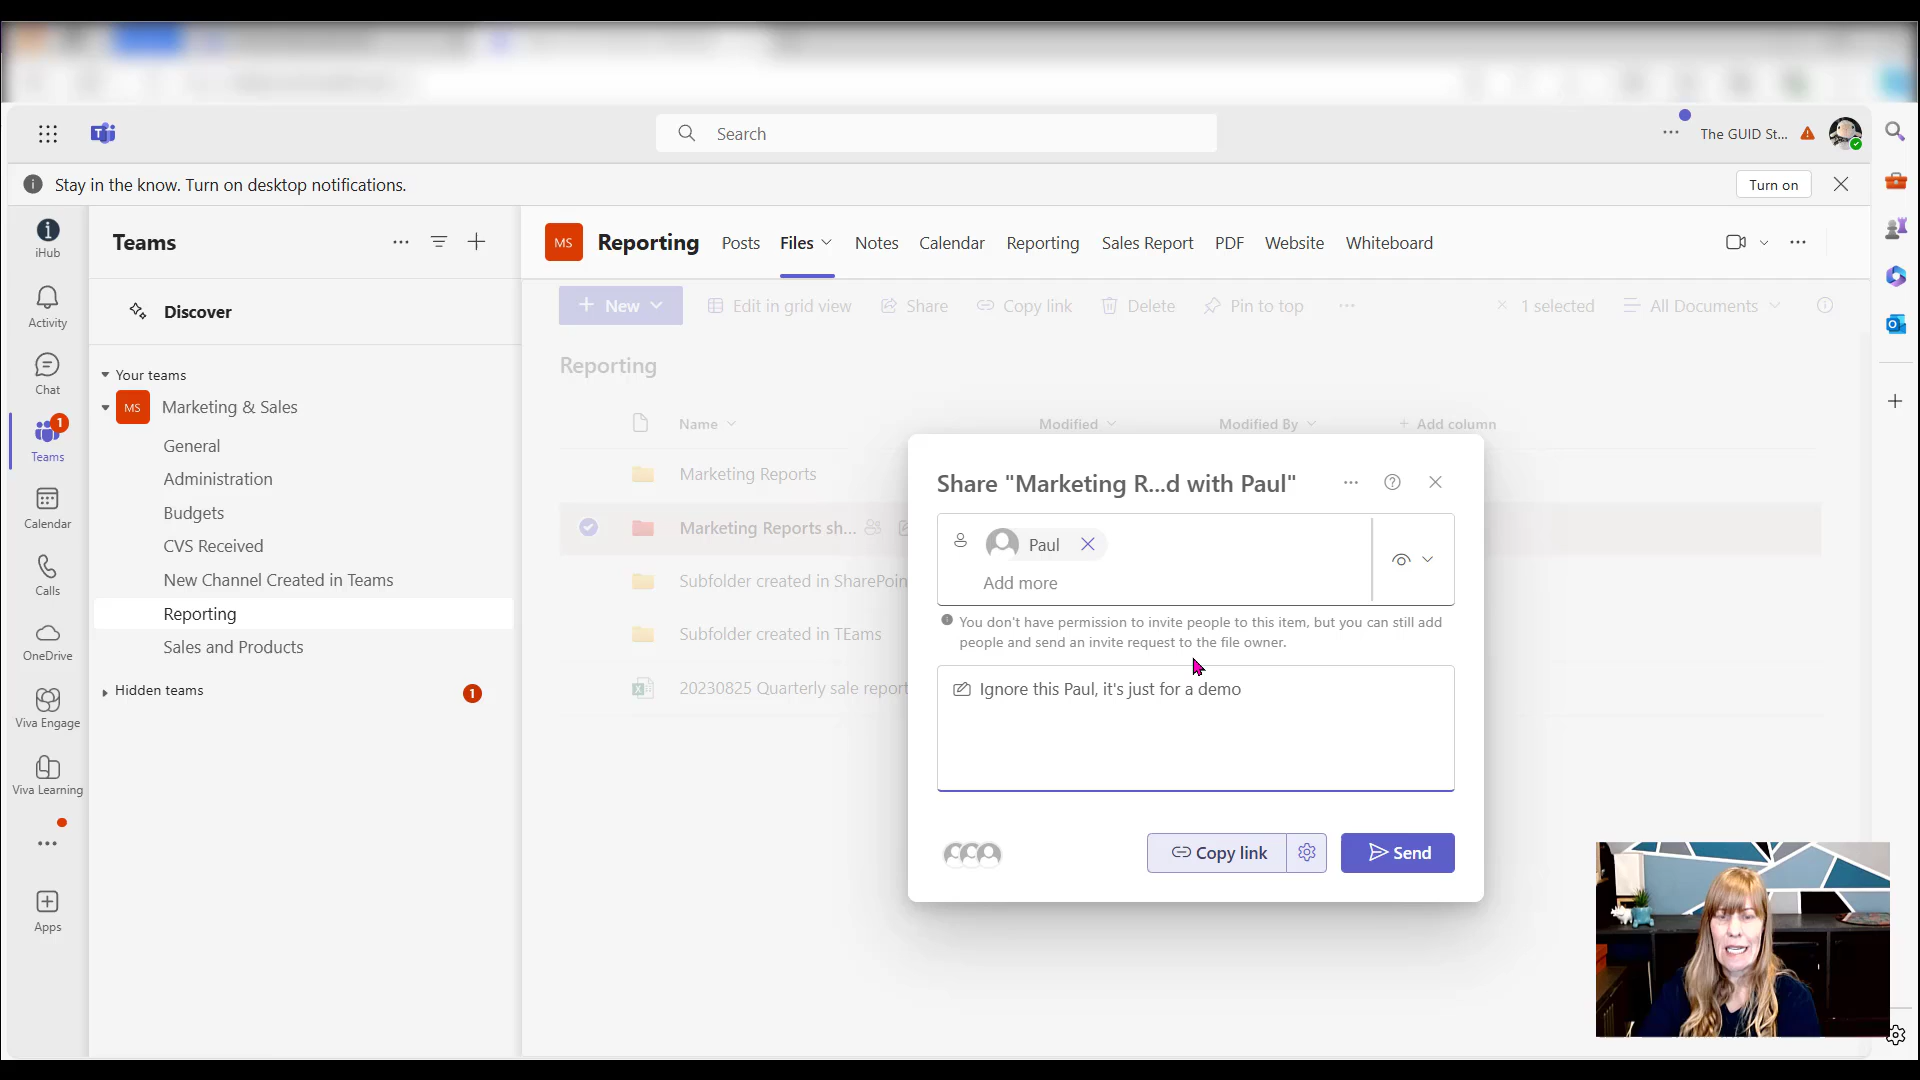 Search
The GUID St...
Stay in the know. Turn on desktop notifications.
Turn on
iHub
Activity
Chat
1
Teams
Calendar
Calls
OneDrive
Viva Engage
Viva Learning
Apps
Teams
Discover
Your teams
MS Marketing & Sales
General
Administration
Budgets
CVS Received
New Channel Created in Teams
Reporting
Sales and Products
Hidden teams 1
MS Reporting Posts Files Notes Calendar Reporting Sales Report PDF Website Whiteboard
New Edit in grid view Share Copy link Delete Pin to top 1 selected All Documents
Reporting
Name Modified Modified By Add column
Marketing Reports
Marketing Reports sh...
Subfolder created in SharePoin
Subfolder created in TEams
20230825 Quarterly sale report
Share "Marketing R...d with Paul"
Paul
Add more
You don't have permission to invite people to this item, but you can still add
people and send an invite request to the file owner.
Ignore this Paul, it's just for a demo
Copy link Send